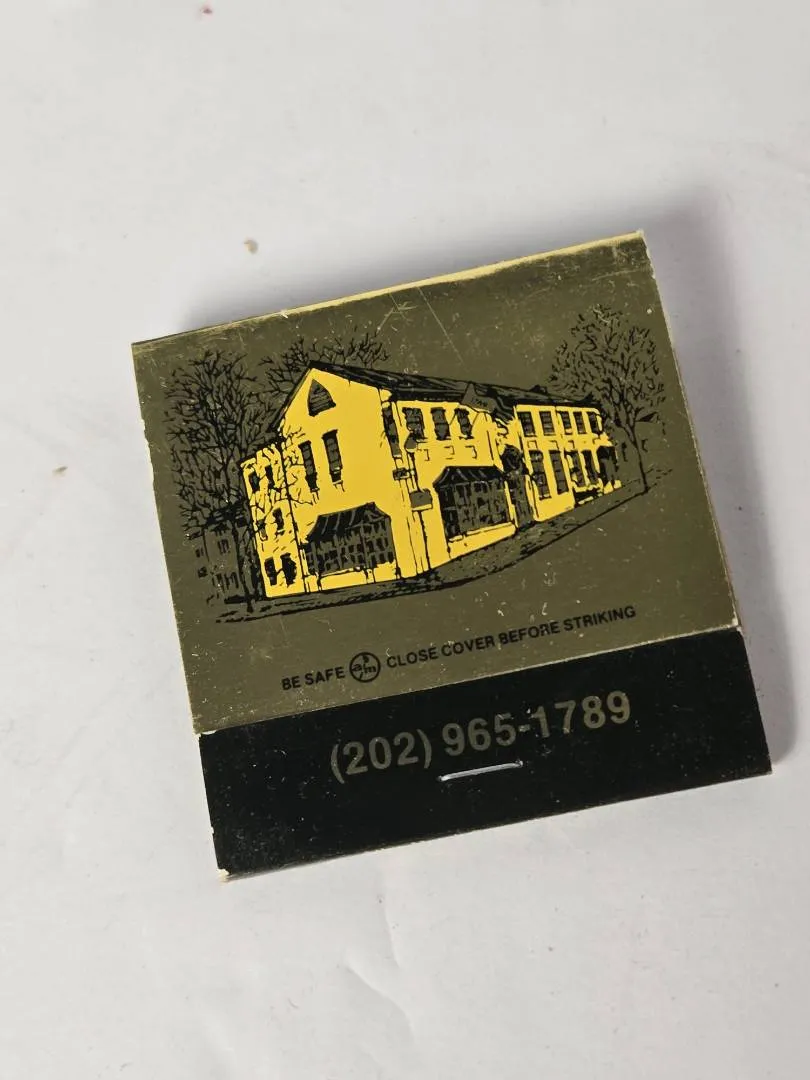 BE SAFE CLOSE COVER BEFORE STRIKING
(202) 965-1789